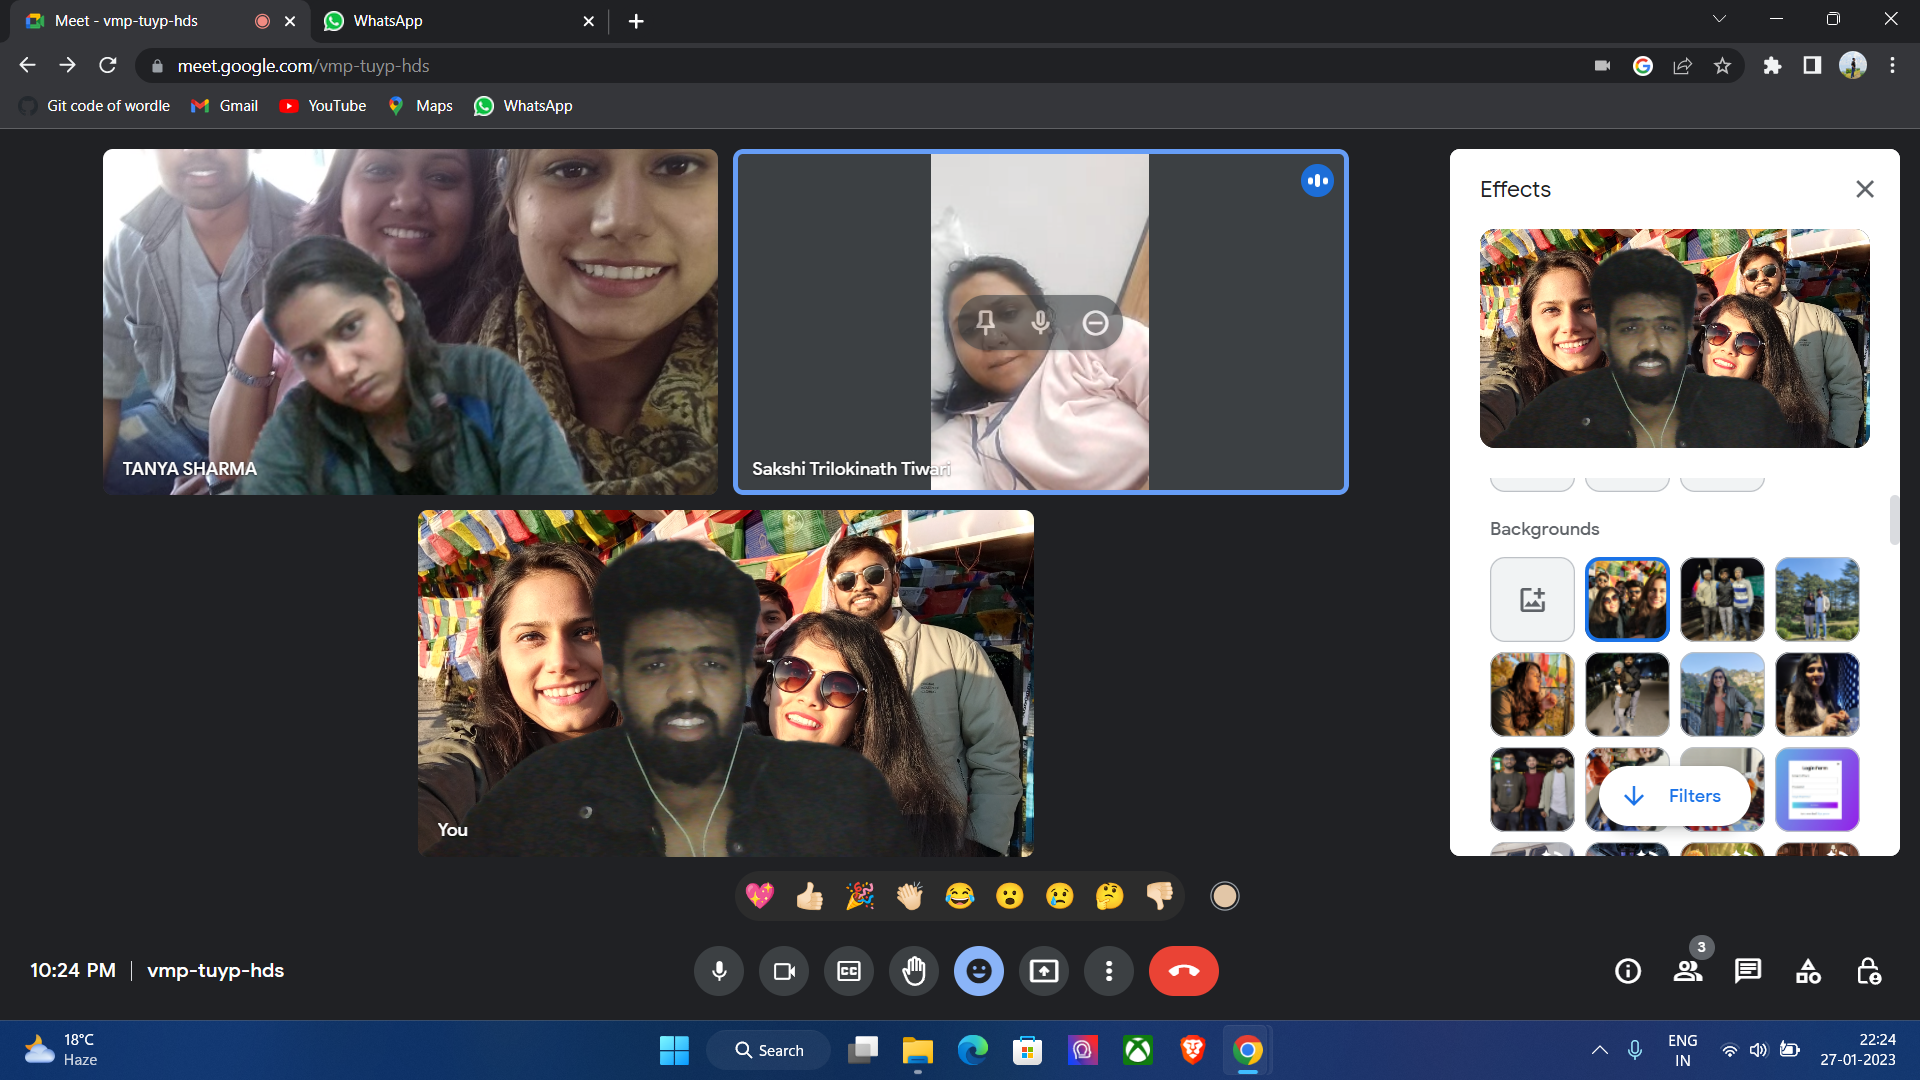 Meet - vmp-tuyp-hds
WhatsApp
meet.google.com/vmp-tuyp-hds
Git code of wordle
Gmail
YouTube
Maps
WhatsApp
TANYA SHARMA
Sakshi Trilokinath Tiwari
You
Effects
Backgrounds
Filters
10:24 PM
vmp-tuyp-hds
CC
3
18°C
Haze
Search
ENG
IN
22:24
27-01-2023